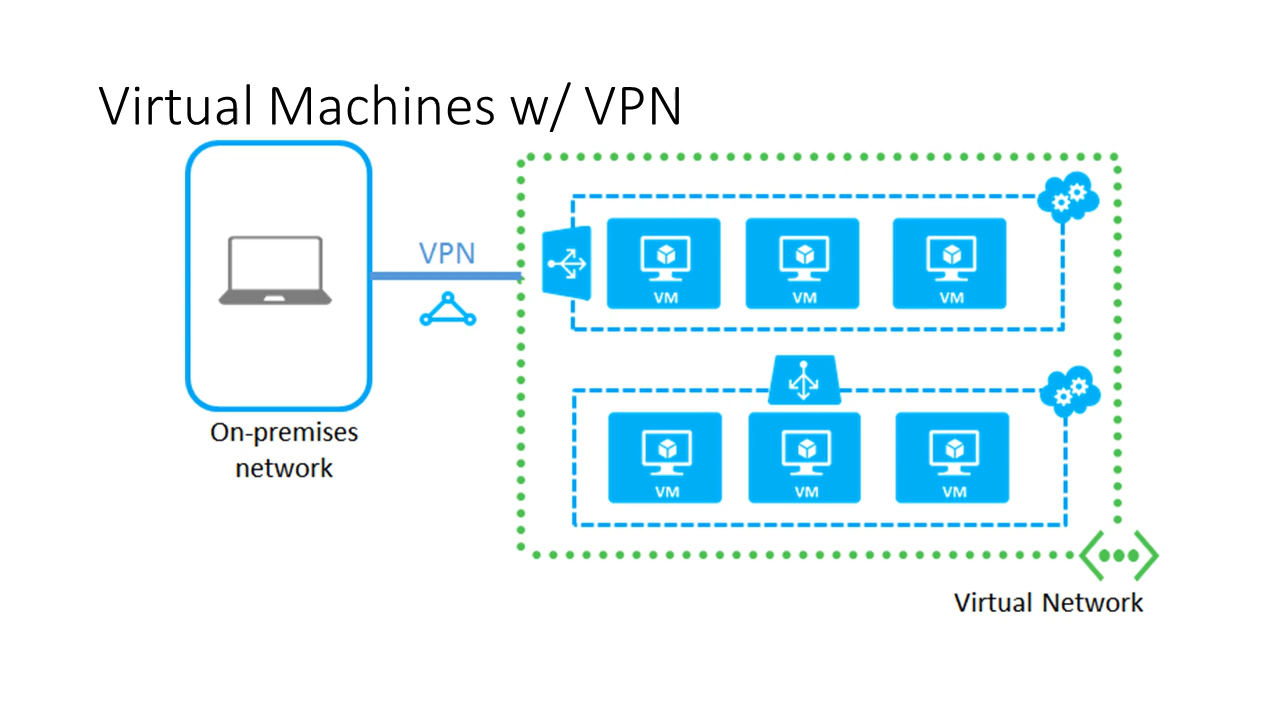 Virtual Machines w/ VPN
VPN
VM
VM
VM
On-premises
network
VM
VM
VM
Virtual Network